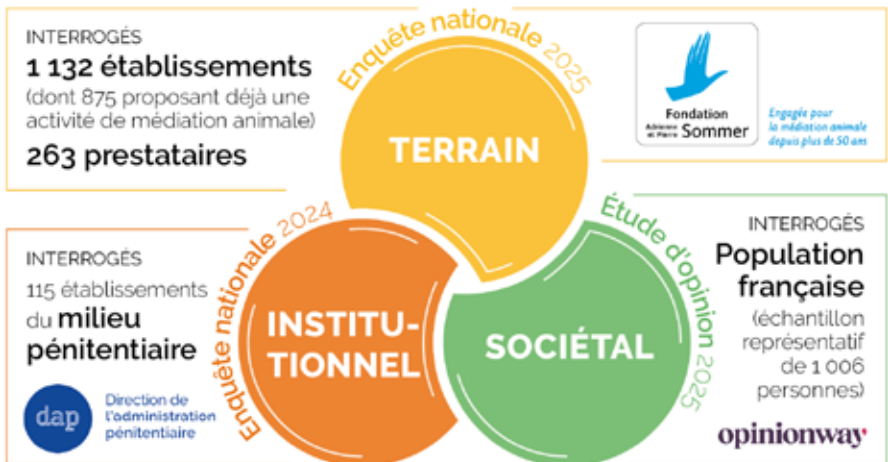 INTERROGÉS
1 132 établissements
(dont 875 proposant déjà une
activité de médiation animale)
263 prestataires
Enquête nationale 2025
TERRAIN
Fondation
Adrienne
et Pierre Sommer
Engagée pour
la médiation animale
depuis plus de 50 ans
INTERROGÉS
115 établissements
du milieu
pénitentiaire
dap
Direction de
l'administration
pénitentiaire
Enquête nationale 2024
INSTITU-
TIONNEL
Étude d'opinion 2025
SOCIÉTAL
INTERROGÉS
Population
française
(échantillon
représentatif
de 1 006
personnes)
opinionway